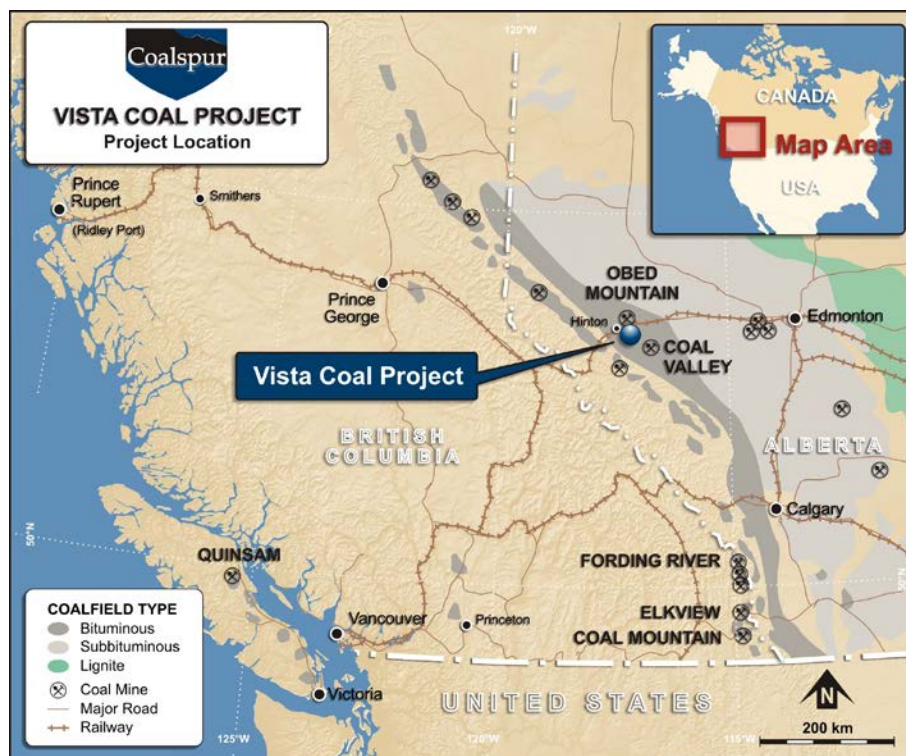 Coalspur
VISTA COAL PROJECT
Project Location
120°W
CANADA
Map Area
USA
Prince
Rupert
(Ridley Port)
Smithers
Prince
George
OBED
MOUNTAIN
Hinton
Edmonton
COAL
VALLEY
Vista Coal Project
BRITISH
COLUMBIA
ALBERTA
Calgary
50°N
QUINSAM
FORDING RIVER
50°N
ELKVIEW
COAL MOUNTAIN
Vancouver
Princeton
Victoria
UNITED STATES
COALFIELD TYPE
Bituminous
Subbituminous
Lignite
Coal Mine
Major Road
Railway
125°W
120°W
115°W
N
200 km